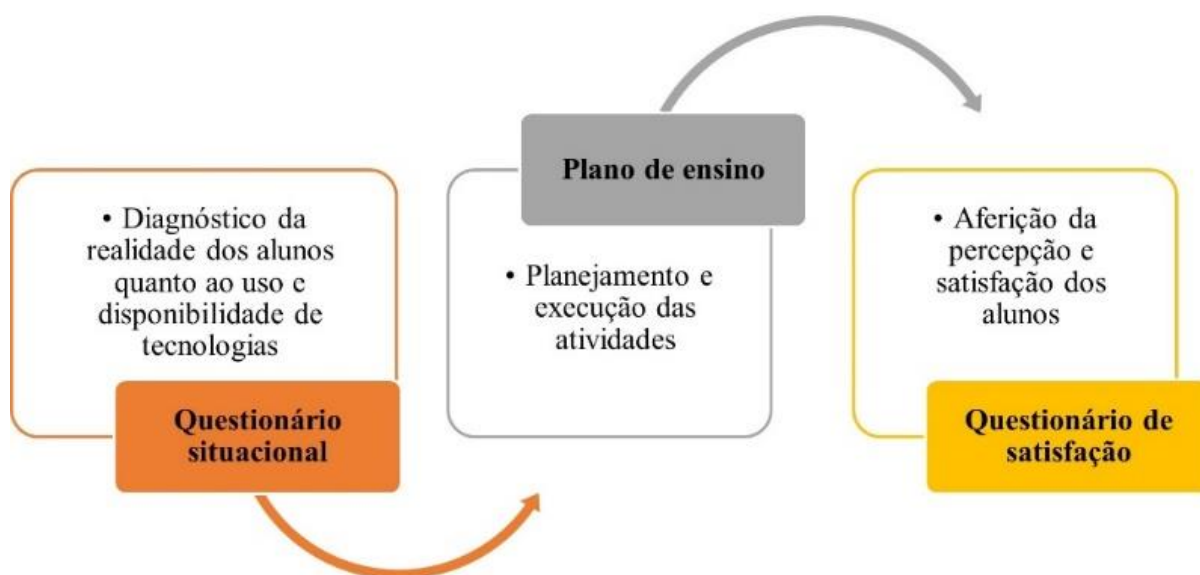 • Diagnóstico da
realidade dos alunos
quanto ao uso e
disponibilidade de
tecnologias
Questionário
situacional
Plano de ensino
• Planejamento e
execução das
atividades
• Aferição da
percepção e
satisfação dos
alunos
Questionário de
satisfação